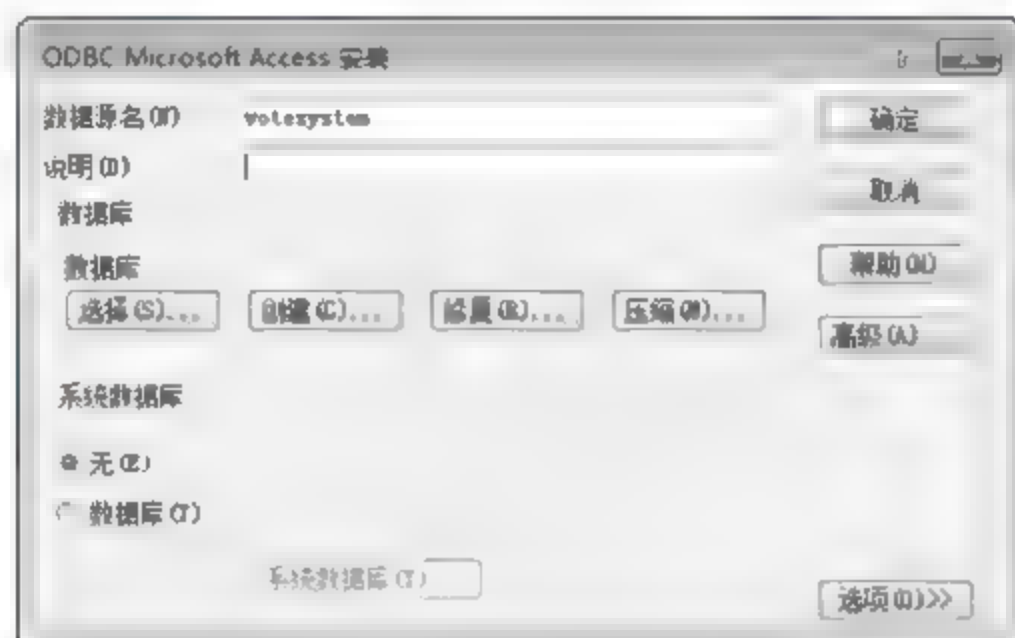 ODBC Microsoft Access 安装
数据源名(N) votesystem 确定
说明(D)
取消
数据库
数据库 帮助(H)
选择(S)... 创建(C)... 修复(R)... 压缩(M)...
高级(A)
系统数据库
无(E)
数据库(T)
系统数据库(Y)
选项(O)>>